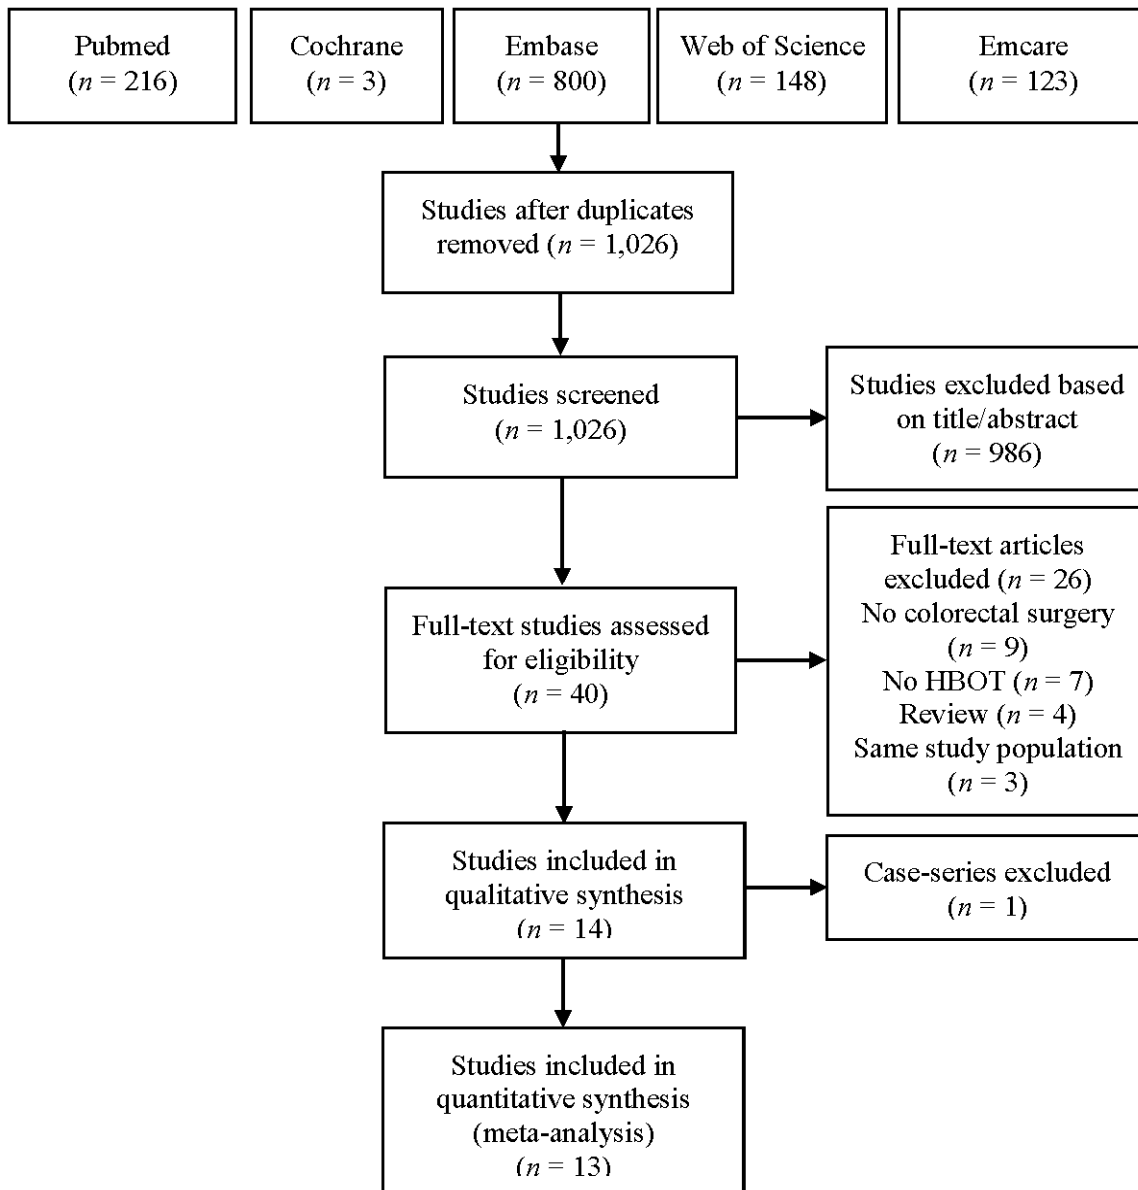 Pubmed
(n = 216)
Cochrane
(n = 3)
Embase
(n = 800)
Web of Science
(n = 148)
Emcare
(n = 123)
Studies after duplicates
removed (n = 1,026)
Studies screened
(n = 1,026)
Studies excluded based
on title/abstract
(n = 986)
Full-text studies assessed
for eligibility
(n = 40)
Full-text articles
excluded (n = 26)
No colorectal surgery
(n = 9)
No HBOT (n = 7)
Review (n = 4)
Same study population
(n = 3)
Studies included in
qualitative synthesis
(n = 14)
Case-series excluded
(n = 1)
Studies included in
quantitative synthesis
(meta-analysis)
(n = 13)